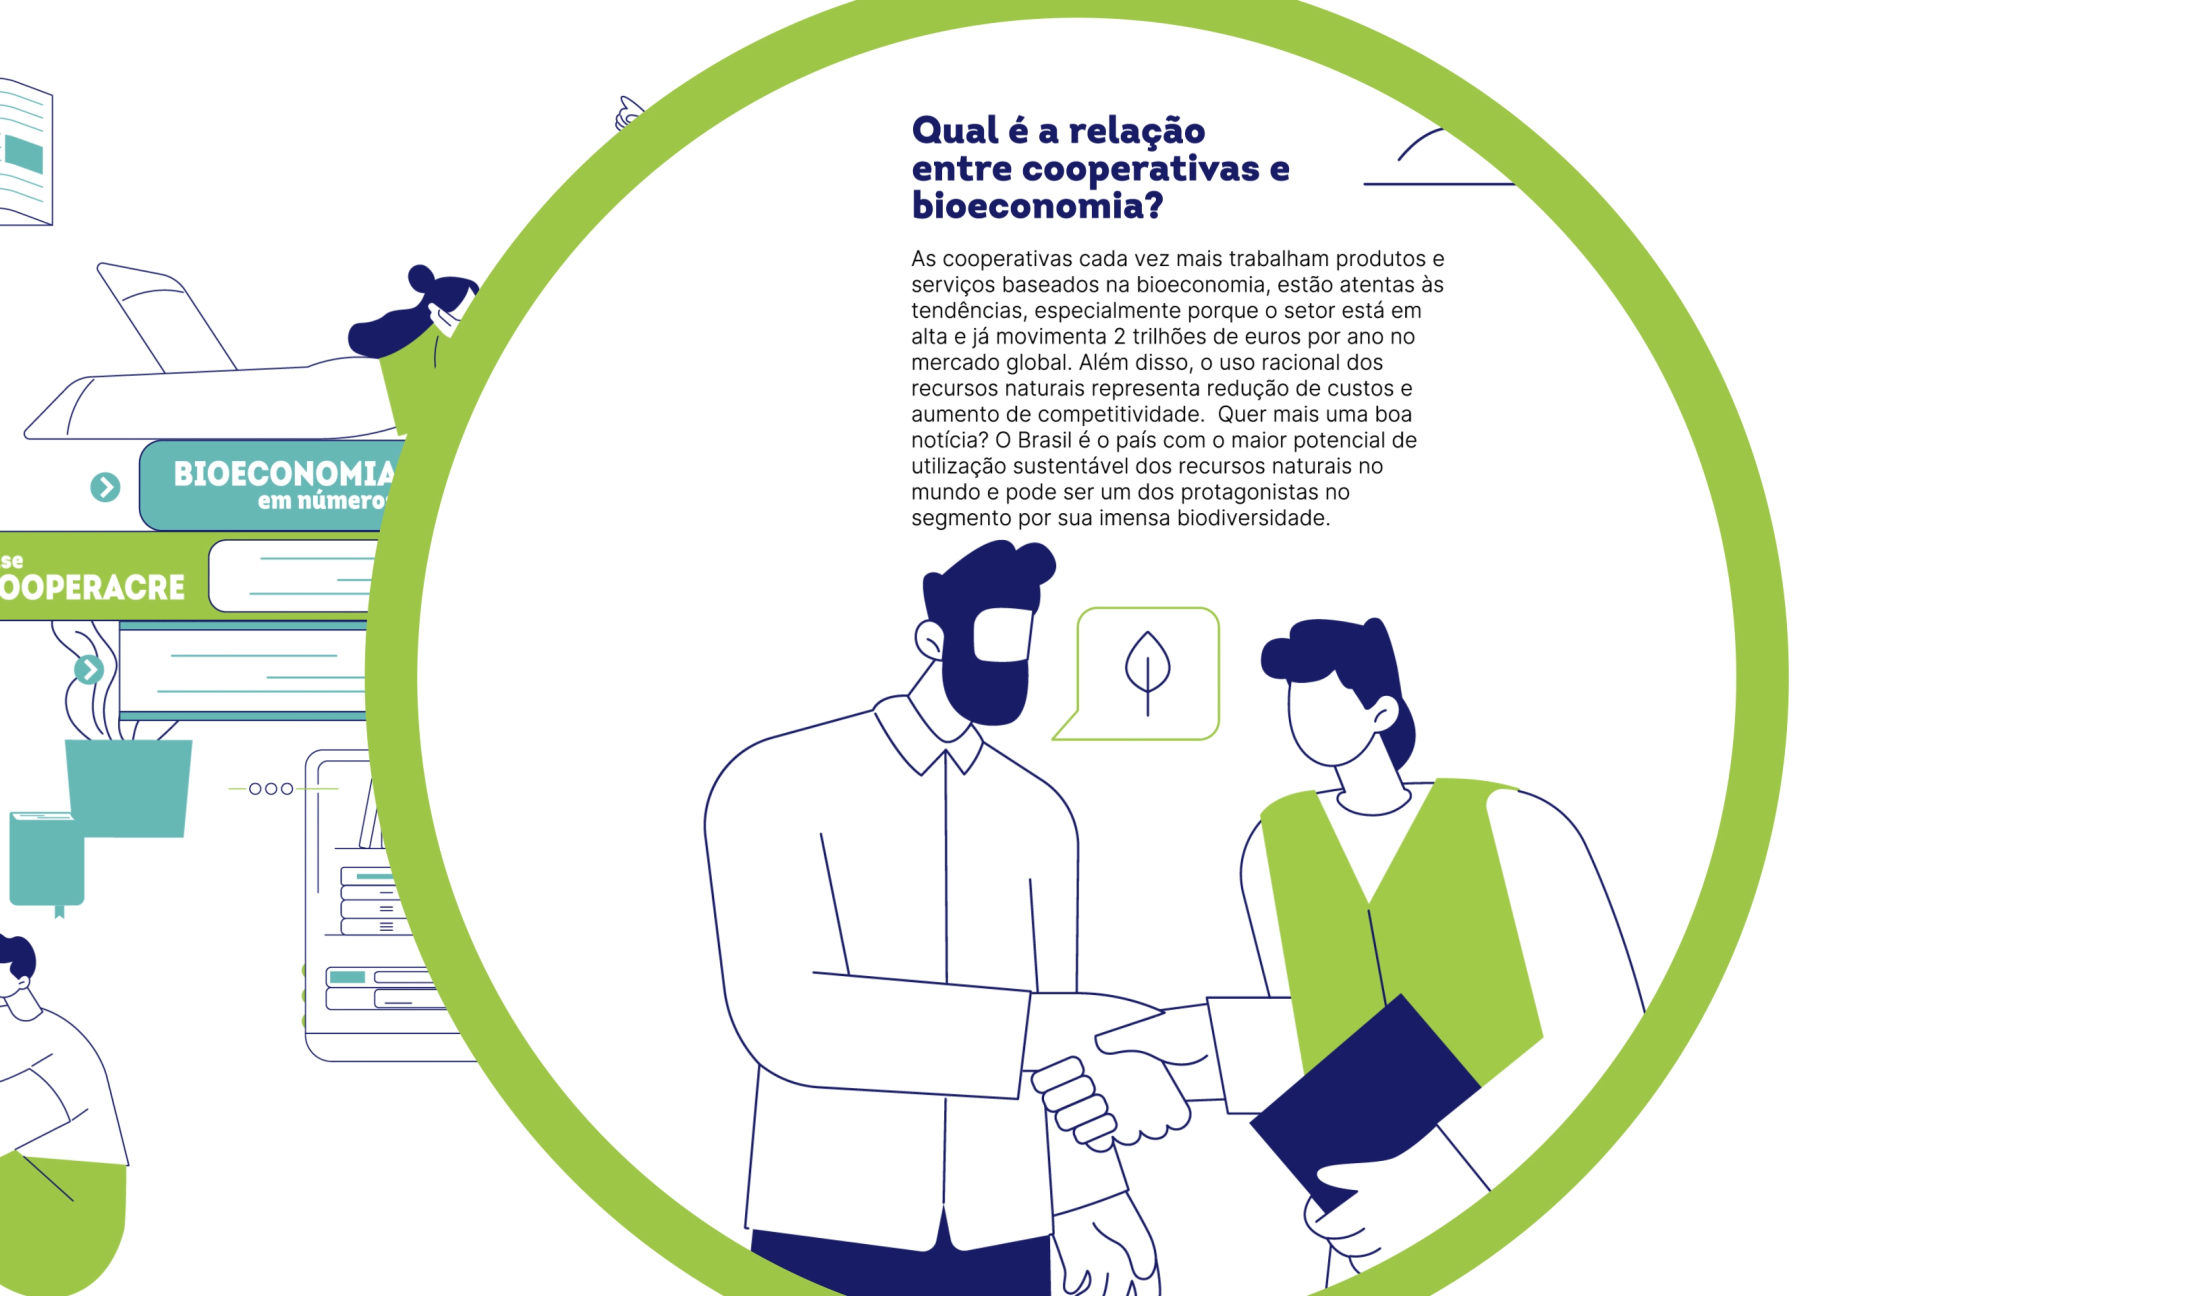 Qual é a relação
entre cooperativas e
bioeconomia?
As cooperativas cada vez mais trabalham produtos e
serviços baseados na bioeconomia, estão atentas às
tendências, especialmente porque o setor está em
alta e já movimenta 2 trilhões de euros por ano no
mercado global. Além disso, o uso racional dos
recursos naturais representa redução de custos e
aumento de competitividade.  Quer mais uma boa
notícia? O Brasil é o país com o maior potencial de
utilização sustentável dos recursos naturais no
mundo e pode ser um dos protagonistas no
segmento por sua imensa biodiversidade.
BIOECONOMIA
em números
se
OOPERACRE